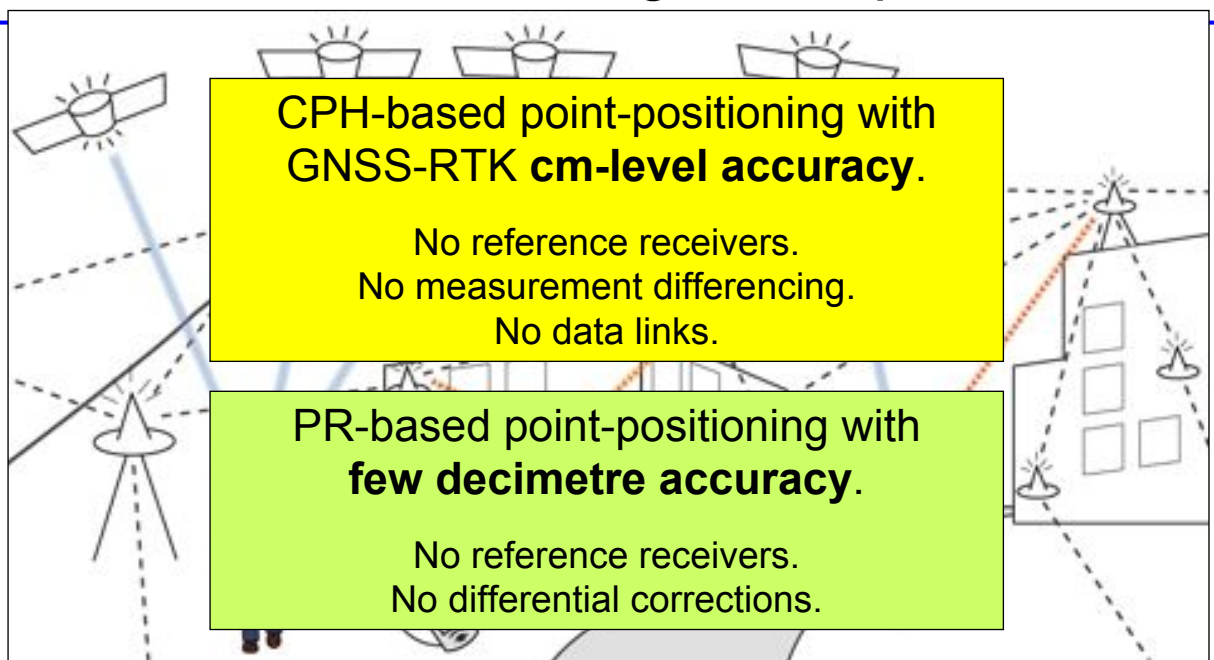 CPH-based point-positioning with
GNSS-RTK cm-level accuracy.
No reference receivers.
No measurement differencing.
No data links.
PR-based point-positioning with
few decimetre accuracy.
No reference receivers.
No differential corrections.